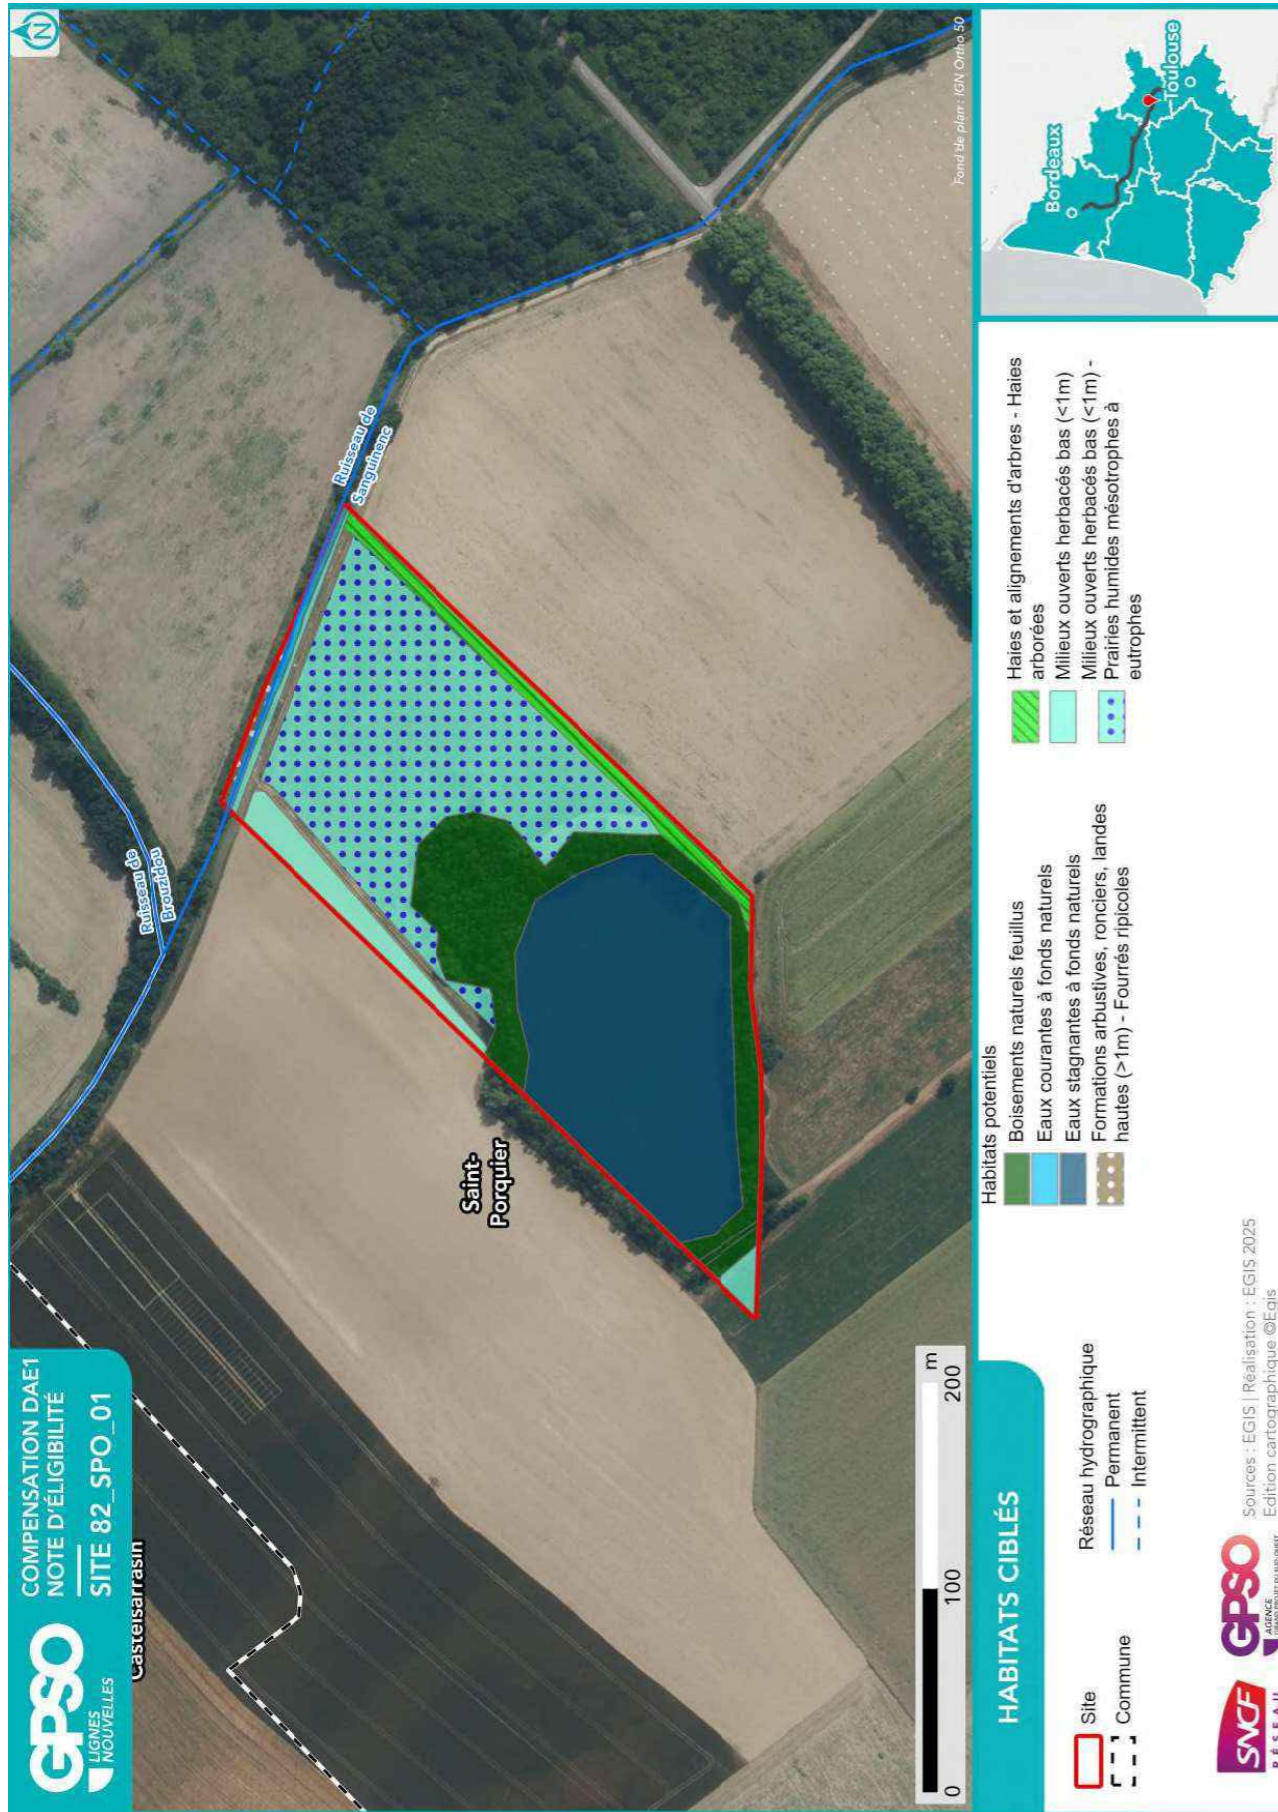 GPSO
LIGNES
NOUVELLES
COMPENSATION DAE1
NOTE D'ÉLIGIBILITÉ
SITE 82_SPO_01
N
Castelsarrasin
Ruisseau de
Brouzidou
Ruisseau de
Sanguinenc
Saint-
Porquier
Fond de plan : IGN Ortho 50
0
100
200
m
HABITATS CIBLÉS
Site
Commune
Réseau hydrographique
Permanent
Intermittent
Habitats potentiels
Boisements naturels feuillus
Eaux courantes à fonds naturels
Eaux stagnantes à fonds naturels
Formations arbustives, ronciers, landes
hautes (>1m) - Fourrés ripicoles
Haies et alignements d'arbres - Haies
arborées
Milieux ouverts herbacés bas (<1m)
Milieux ouverts herbacés bas (<1m) -
Prairies humides mésotrophes à
eutrophes
Bordeaux
Toulouse
SNCF
RÉSEAU
GPSO
AGENCE
Sources : EGIS | Réalisation : EGIS 2025
Edition cartographique ©Egis